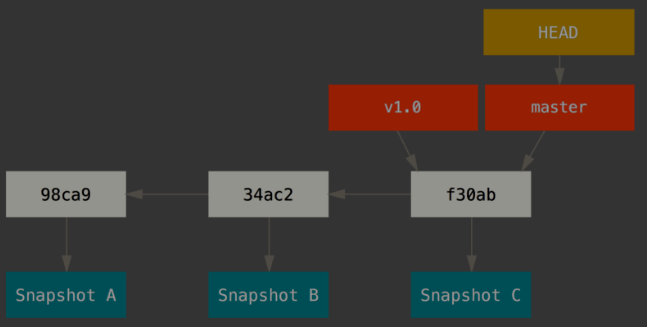 HEAD
v1.0
master
98ca9
34ac2
f30ab
Snapshot A
Snapshot B
Snapshot C